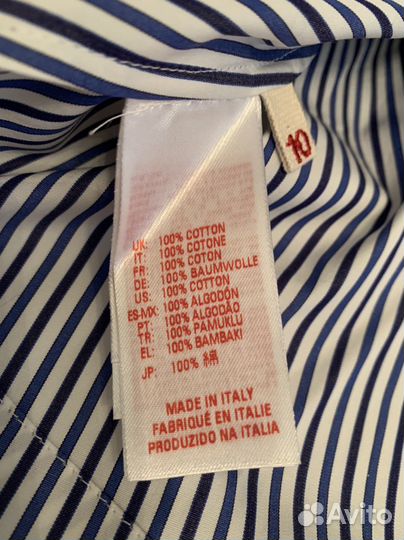 10
UK: 100% COTTON
IT: 100% COTONE
FR: 100% COTON
DE: 100% BAUMWOLLE
US: 100% COTTON
ES-MX: 100% ALGODÓN
PT: 100% ALGODÃO
TR: 100% PAMUKLU
EL: 100% BAMBAKI
JP: 100% 綿
MADE IN ITALY
FABRIQUÉ EN ITALIE
PRODUZIDO NA ITALIA
Avito